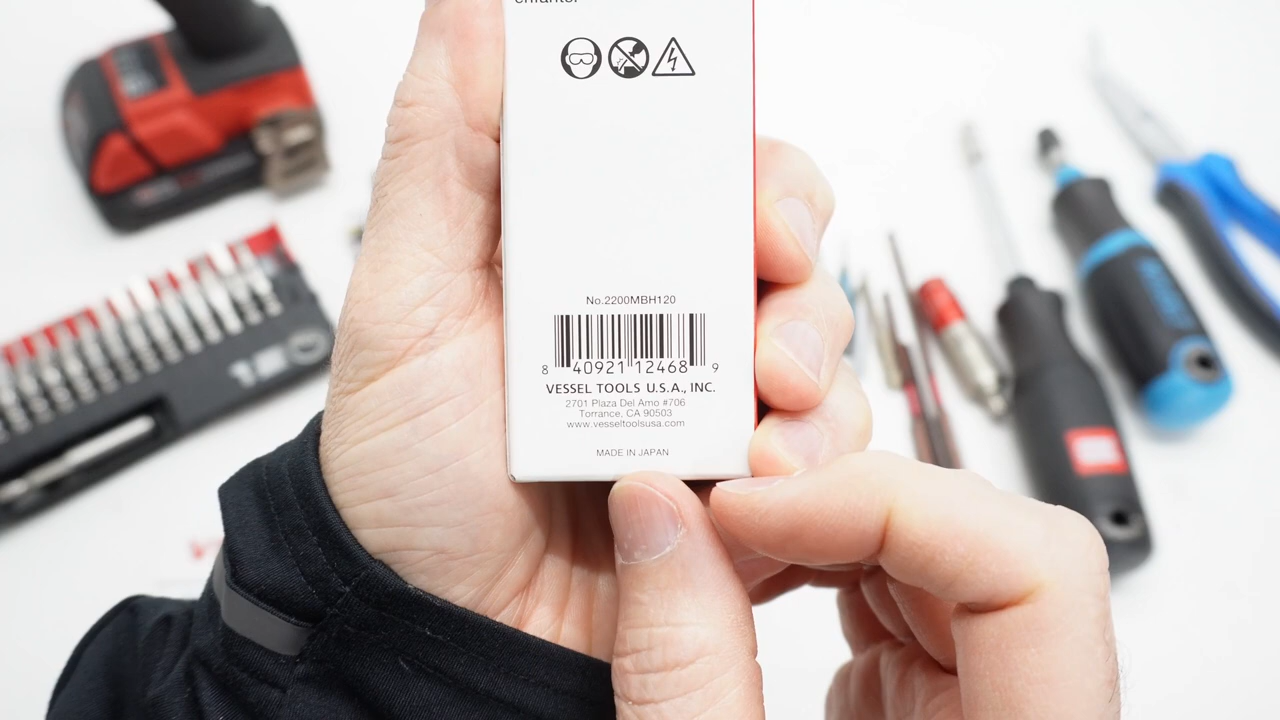 No.2200MBH120
8 40921 12468 9
VESSEL TOOLS U.S.A., INC.
2701 Plaza Del Amo #706
Torrance, CA 90503
www.vesseltoolsusa.com
MADE IN JAPAN